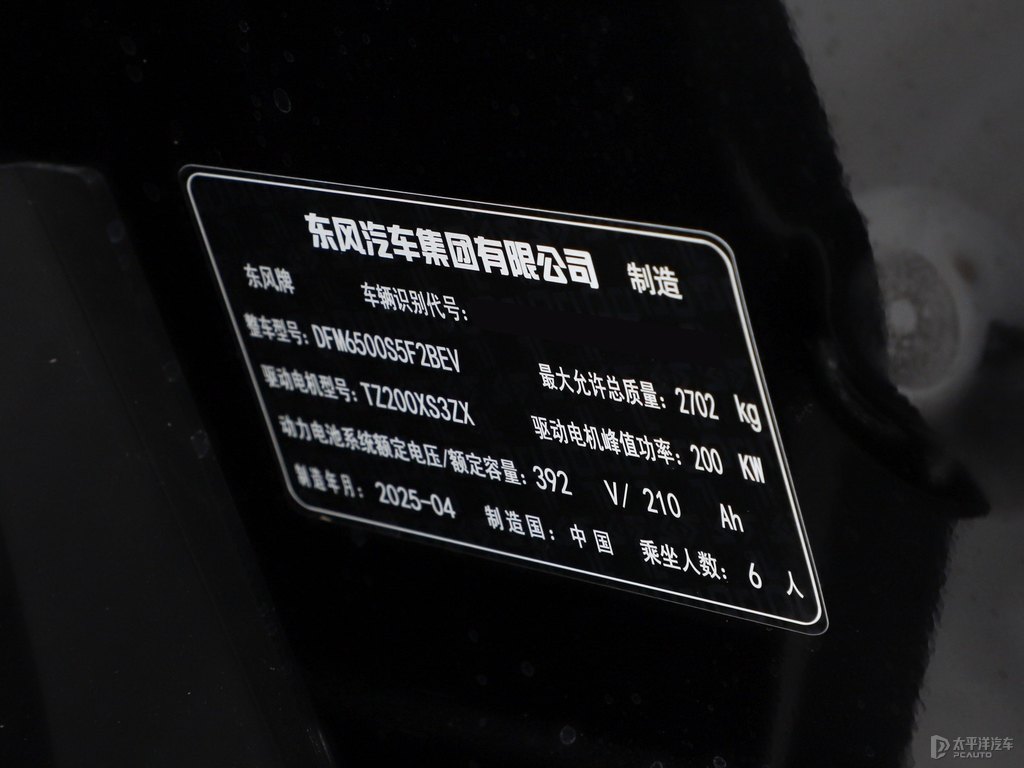 东风汽车集团有限公司 制造
东风牌 车辆识别代号:
整车型号: DFM6500S5F2BEV 最大允许总质量: 2702 kg
驱动电机型号: TZ200XS3ZX 驱动电机峰值功率: 200 KW
动力电池系统额定电压/额定容量: 392 V/ 210 Ah
制造年月: 2025-04 制造国: 中国 乘坐人数: 6 人
太平洋汽车
PCAUTO